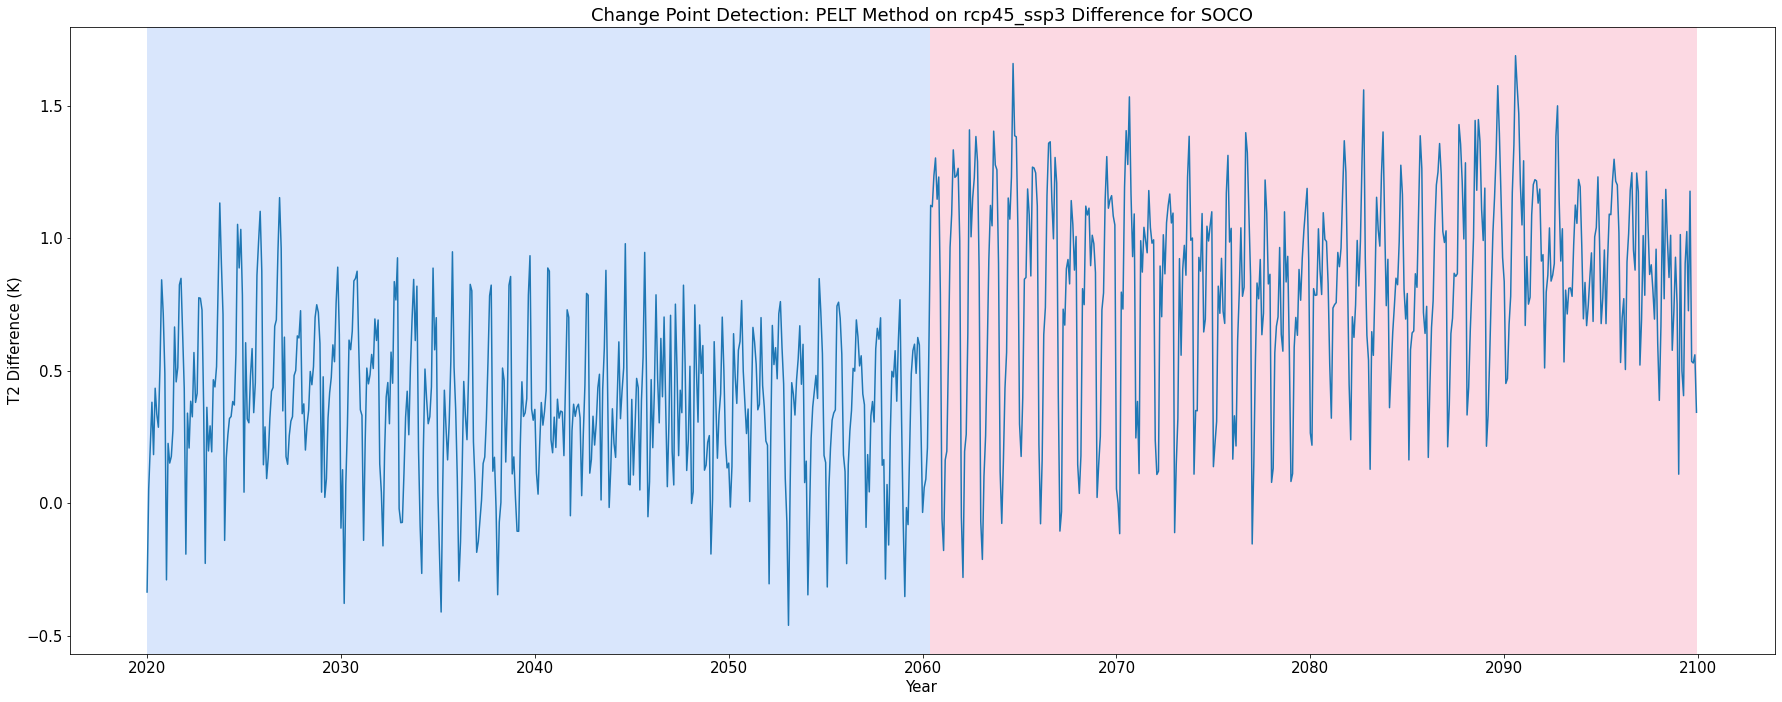 Change Point Detection: PELT Method on rcp45_ssp3 Difference for SOCO
T2 Difference (K)
1.5
1.0
0.5
0.0
−0.5
2020 2030 2040 2050 2060 2070 2080 2090 2100
Year